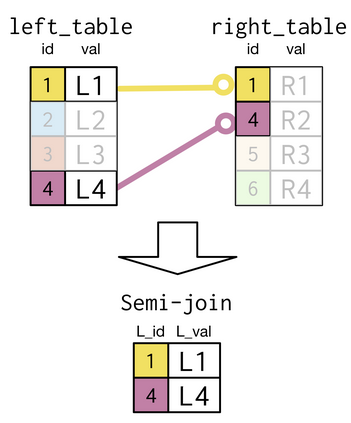 left_table right_table
id val id val
1 L1 1 R1
2 L2 4 R2
3 L3 5 R3
4 L4 6 R4
Semi-join
L_id L_val
1 L1
4 L4